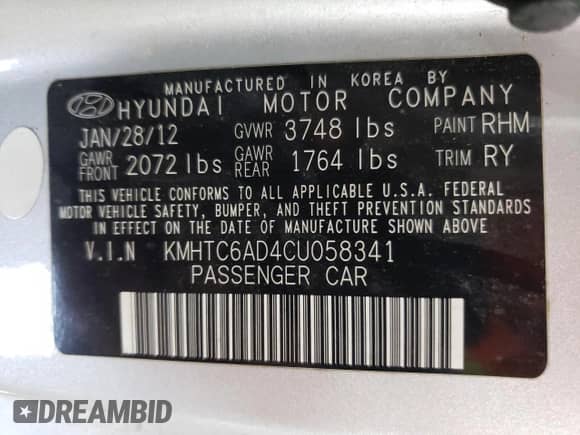 MANUFACTURED IN KOREA BY
HYUNDAI MOTOR COMPANY
JAN/28/12 GVWR 3748 lbs PAINT RHM
GAWR FRONT 2072 lbs GAWR REAR 1764 lbs TRIM RY
THIS VEHICLE CONFORMS TO ALL APPLICABLE U.S.A. FEDERAL
MOTOR VEHICLE SAFETY, BUMPER, AND THEFT PREVENTION STANDARDS
IN EFFECT ON THE DATE OF MANUFACTURE SHOWN ABOVE
V.I.N KMHTC6AD4CU058341
PASSENGER CAR
DREAMBID